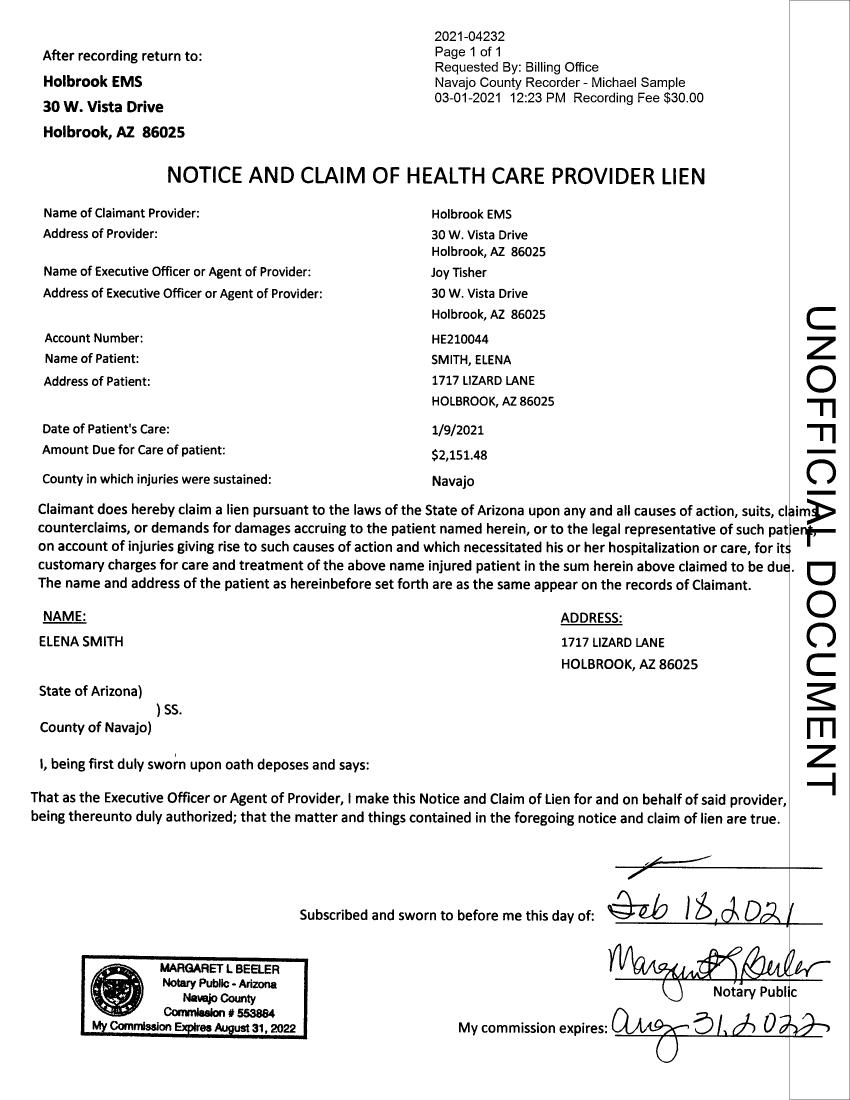 After recording return to:
Holbrook EMS
30 W. Vista Drive
Holbrook, AZ 86025
2021-04232
Page 1 of 1
Requested By: Billing Office
Navajo County Recorder - Michael Sample
03-01-2021 12:23 PM Recording Fee $30.00
NOTICE AND CLAIM OF HEALTH CARE PROVIDER LIEN
Name of Claimant Provider: Holbrook EMS
Address of Provider: 30 W. Vista Drive
Holbrook, AZ 86025
Name of Executive Officer or Agent of Provider: Joy Tisher
Address of Executive Officer or Agent of Provider: 30 W. Vista Drive
Holbrook, AZ 86025
Account Number: HE210044
Name of Patient: SMITH, ELENA
Address of Patient: 1717 LIZARD LANE
HOLBROOK, AZ 86025
Date of Patient's Care: 1/9/2021
Amount Due for Care of patient: $2,151.48
County in which injuries were sustained: Navajo
Claimant does hereby claim a lien pursuant to the laws of the State of Arizona upon any and all causes of action, suits, claims,
counterclaims, or demands for damages accruing to the patient named herein, or to the legal representative of such patient,
on account of injuries giving rise to such causes of action and which necessitated his or her hospitalization or care, for its
customary charges for care and treatment of the above name injured patient in the sum herein above claimed to be due.
The name and address of the patient as hereinbefore set forth are as the same appear on the records of Claimant.
NAME: ADDRESS:
ELENA SMITH 1717 LIZARD LANE
HOLBROOK, AZ 86025
State of Arizona)
) SS.
County of Navajo)
I, being first duly sworn upon oath deposes and says:
That as the Executive Officer or Agent of Provider, I make this Notice and Claim of Lien for and on behalf of said provider,
being thereunto duly authorized; that the matter and things contained in the foregoing notice and claim of lien are true.
Subscribed and sworn to before me this day of: Feb 18, 2021
Margaret L Beeler
Notary Public
My commission expires: Aug 31, 2022
MARGARET L BEELER
Notary Public - Arizona
Navajo County
Commission # 553884
My Commission Expires August 31, 2022
UNOFFICIAL DOCUMENT